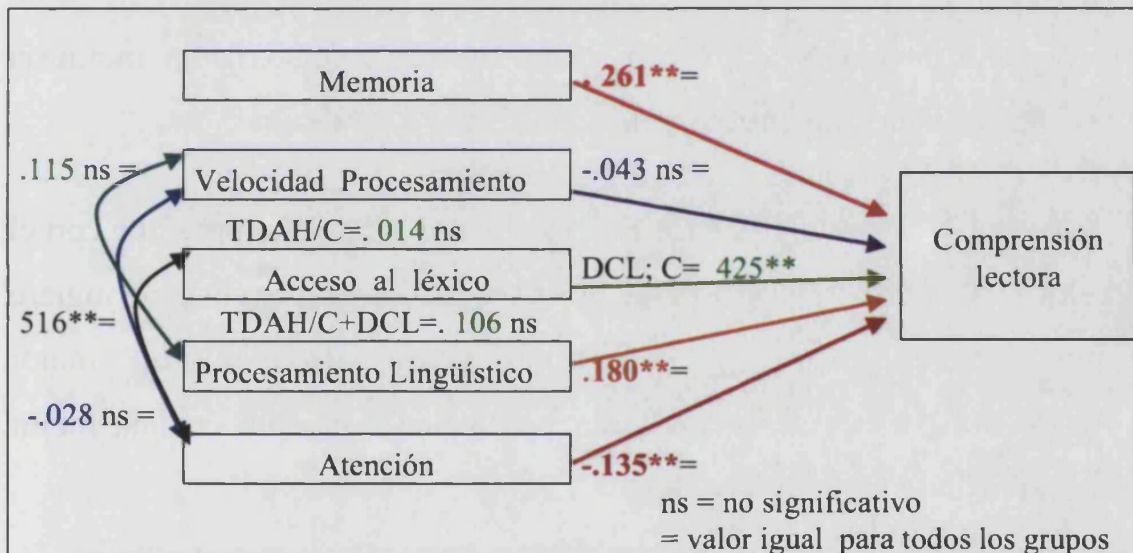 Memoria
. 261**=
.115 ns =
Velocidad Procesamiento
-.043 ns =
TDAH/C=. 014 ns
Acceso al léxico
DCL; C= 425**
Comprensión
lectora
516**=
TDAH/C+DCL=. 106 ns
Procesamiento Lingüístico
.180**=
-.028 ns =
Atención
-.135**=
ns = no significativo
= valor igual para todos los grupos